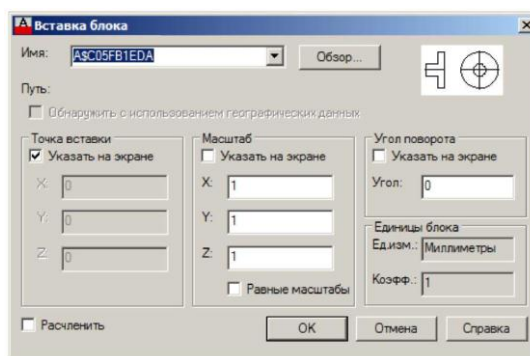 Вставка блока
Имя: A$C05FB1EDA Обзор...
Путь:
Обнаружить с использованием географических данных
Точка вставки
Указать на экране
X: 0
Y: 0
Z: 0
Масштаб
Указать на экране
X: 1
Y: 1
Z: 1
Равные масштабы
Угол поворота
Указать на экране
Угол: 0
Единицы блока
Ед.изм.: Миллиметры
Коэфф.: 1
Расчленить
OK Отмена Справка